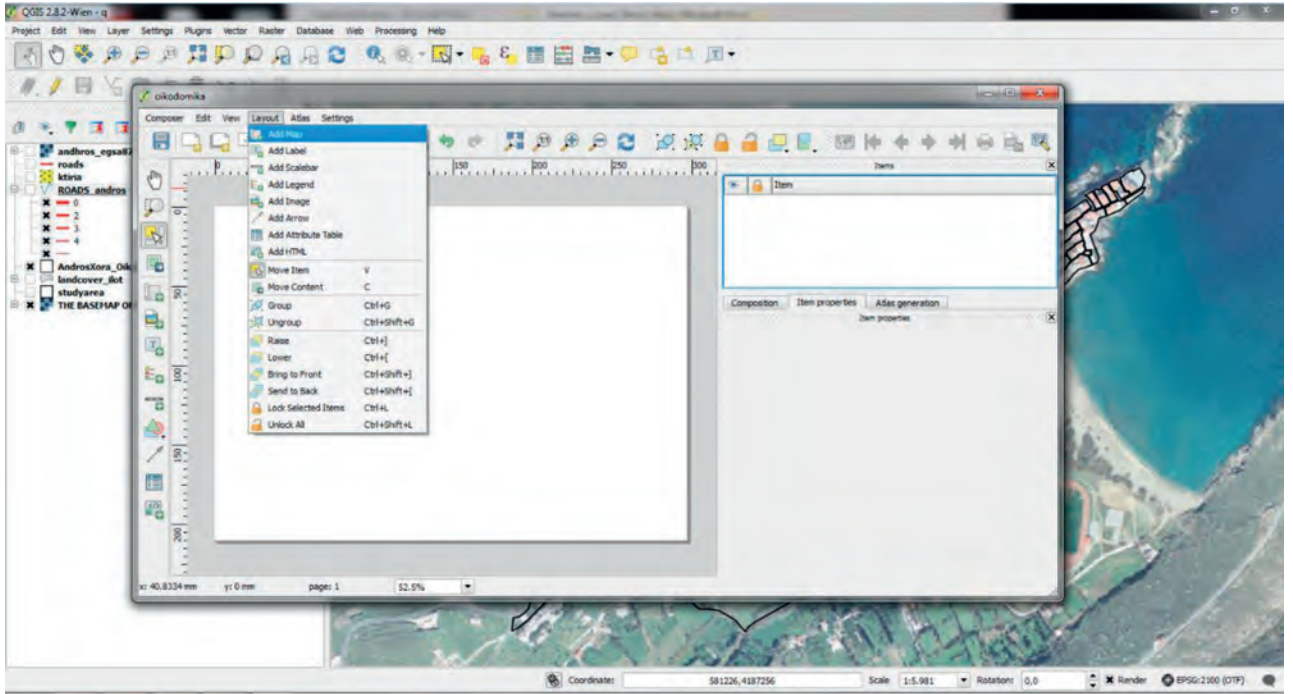 QGIS 2.8.2-Wien - q
Project Edit View Layer Settings Plugins Vector Raster Database Web Processing Help
oikodomika
Composer Edit View Layout Atlas Settings
Add Map
Add Label
Add Scalebar
Add Legend
Add Image
Add Arrow
Add Attribute Table
Add HTML
Move Item V
Move Content C
Group Ctrl+G
Ungroup Ctrl+Shift+G
Raise Ctrl+]
Lower Ctrl+[
Bring to Front Ctrl+Shift+]
Send to Back Ctrl+Shift+[
Lock Selected Items Ctrl+L
Unlock All Ctrl+Shift+L
andhros_egsa87
roads
ktiria
ROADS_andros
0
2
3
4
AndrosXora_Oik
landcover_ilot
studyarea
THE BASEMAP OF
0 150 200 250 300
0
50
100
150
200
Items
Item
Composition Item properties Atlas generation
Item properties
x: 40.8334 mm y: 0 mm page: 1 52.5%
Coordinate: 581226,4187256 Scale 1:5.981 Rotation: 0,0 Render EPSG:2100 (OTF)